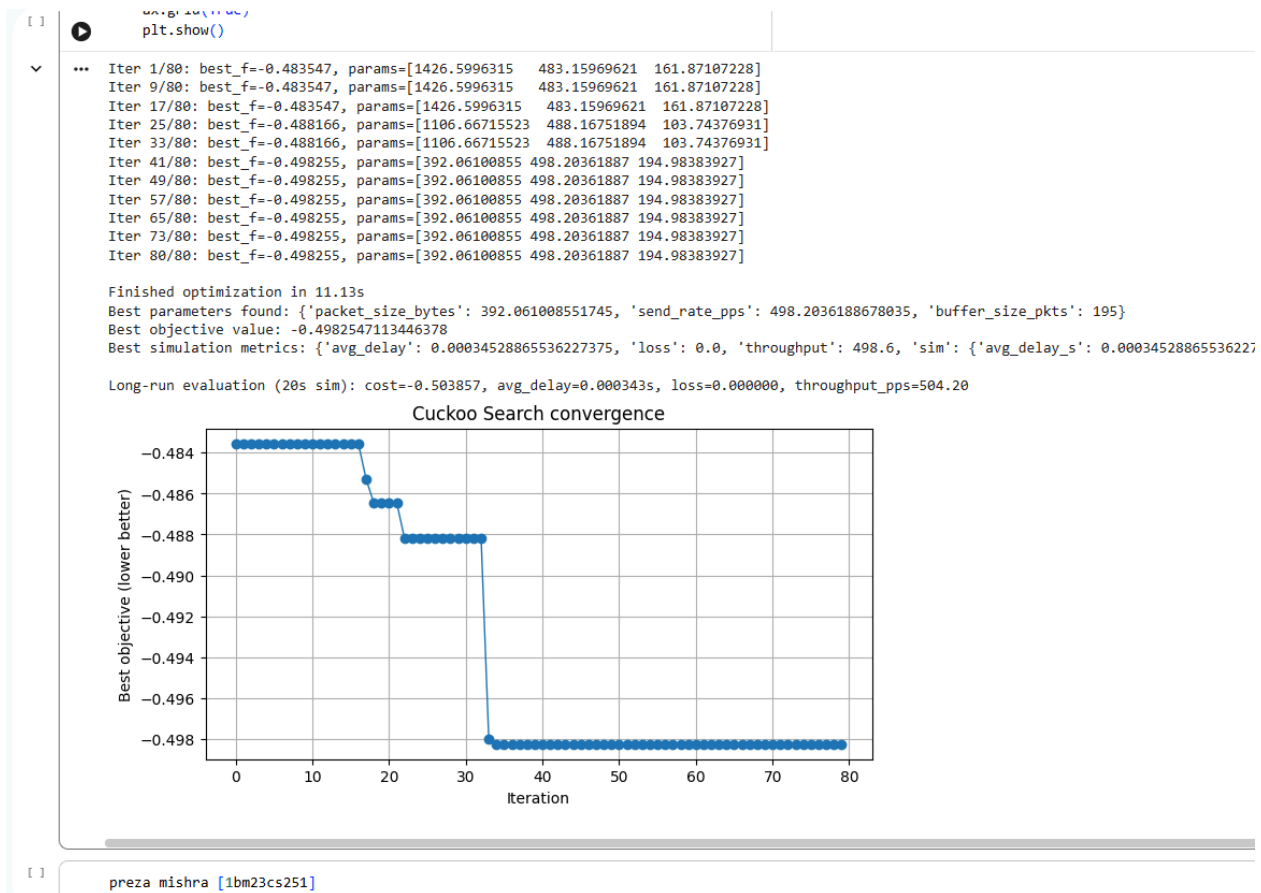 [ ]
ax.grid(True)
plt.show()
... Iter 1/80: best_f=-0.483547, params=[1426.5996315   483.15969621  161.87107228]
Iter 9/80: best_f=-0.483547, params=[1426.5996315   483.15969621  161.87107228]
Iter 17/80: best_f=-0.483547, params=[1426.5996315   483.15969621  161.87107228]
Iter 25/80: best_f=-0.488166, params=[1106.66715523  488.16751894  103.74376931]
Iter 33/80: best_f=-0.488166, params=[1106.66715523  488.16751894  103.74376931]
Iter 41/80: best_f=-0.498255, params=[392.06100855 498.20361887 194.98383927]
Iter 49/80: best_f=-0.498255, params=[392.06100855 498.20361887 194.98383927]
Iter 57/80: best_f=-0.498255, params=[392.06100855 498.20361887 194.98383927]
Iter 65/80: best_f=-0.498255, params=[392.06100855 498.20361887 194.98383927]
Iter 73/80: best_f=-0.498255, params=[392.06100855 498.20361887 194.98383927]
Iter 80/80: best_f=-0.498255, params=[392.06100855 498.20361887 194.98383927]
Finished optimization in 11.13s
Best parameters found: {'packet_size_bytes': 392.061008551745, 'send_rate_pps': 498.2036188678035, 'buffer_size_pkts': 195}
Best objective value: -0.4982547113446378
Best simulation metrics: {'avg_delay': 0.00034528865536227375, 'loss': 0.0, 'throughput': 498.6, 'sim': {'avg_delay_s': 0.00034528865536227
Long-run evaluation (20s sim): cost=-0.503857, avg_delay=0.000343s, loss=0.000000, throughput_pps=504.20
Cuckoo Search convergence
Best objective (lower better)
−0.484
−0.486
−0.488
−0.490
−0.492
−0.494
−0.496
−0.498
0 10 20 30 40 50 60 70 80
Iteration
[ ]
preza mishra [1bm23cs251]